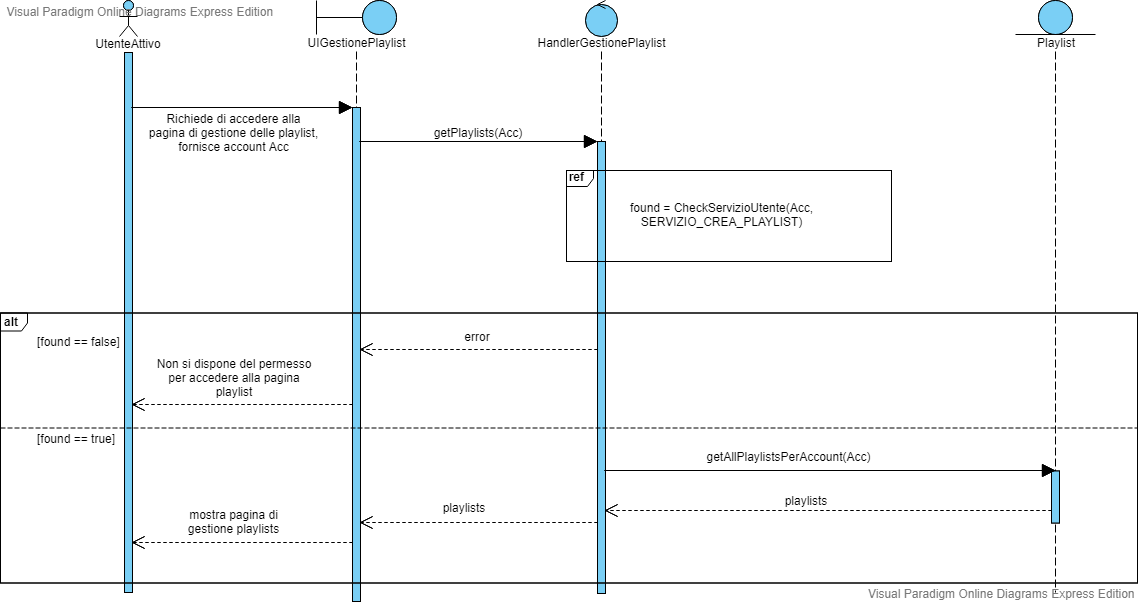 Visual Paradigm Online Diagrams Express Edition
UtenteAttivo
UIGestionePlaylist
HandlerGestionePlaylist
Playlist
Richiede di accedere alla
pagina di gestione delle playlist,
fornisce account Acc
getPlaylists(Acc)
ref
found = CheckServizioUtente(Acc,
SERVIZIO_CREA_PLAYLIST)
alt
[found == false]
error
Non si dispone del permesso
per accedere alla pagina
playlist
[found == true]
getAllPlaylistsPerAccount(Acc)
playlists
playlists
mostra pagina di
gestione playlists
Visual Paradigm Online Diagrams Express Edition